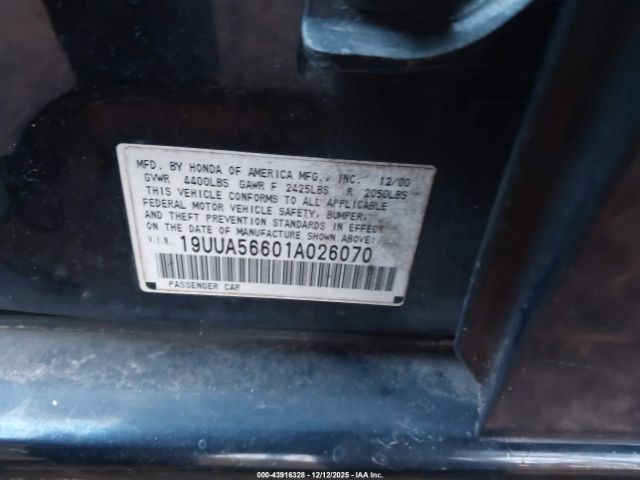 MFD. BY HONDA OF AMERICA MFG., INC. 12/00
GVWR 4400LBS GAWR F 2425LBS R 2050LBS
THIS VEHICLE CONFORMS TO ALL APPLICABLE
FEDERAL MOTOR VEHICLE SAFETY, BUMPER,
AND THEFT PREVENTION STANDARDS IN EFFECT
ON THE DATE OF MANUFACTURE SHOWN ABOVE.
V.I.N. 19UUA56601A026070
PASSENGER CAR
000-43916328 - 12/12/2025 - IAA Inc.